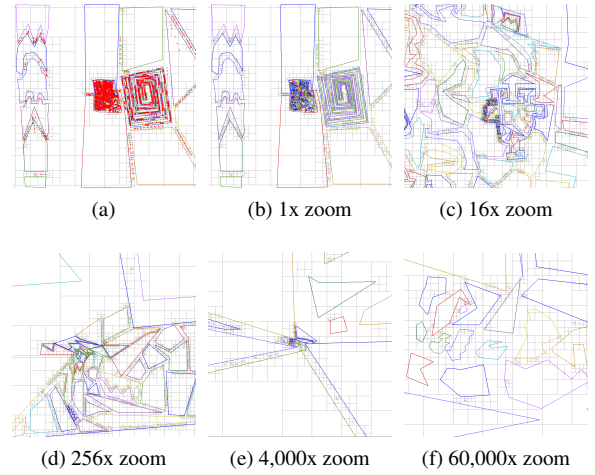 (a)
(b) 1x zoom
(c) 16x zoom
(d) 256x zoom
(e) 4,000x zoom
(f) 60,000x zoom